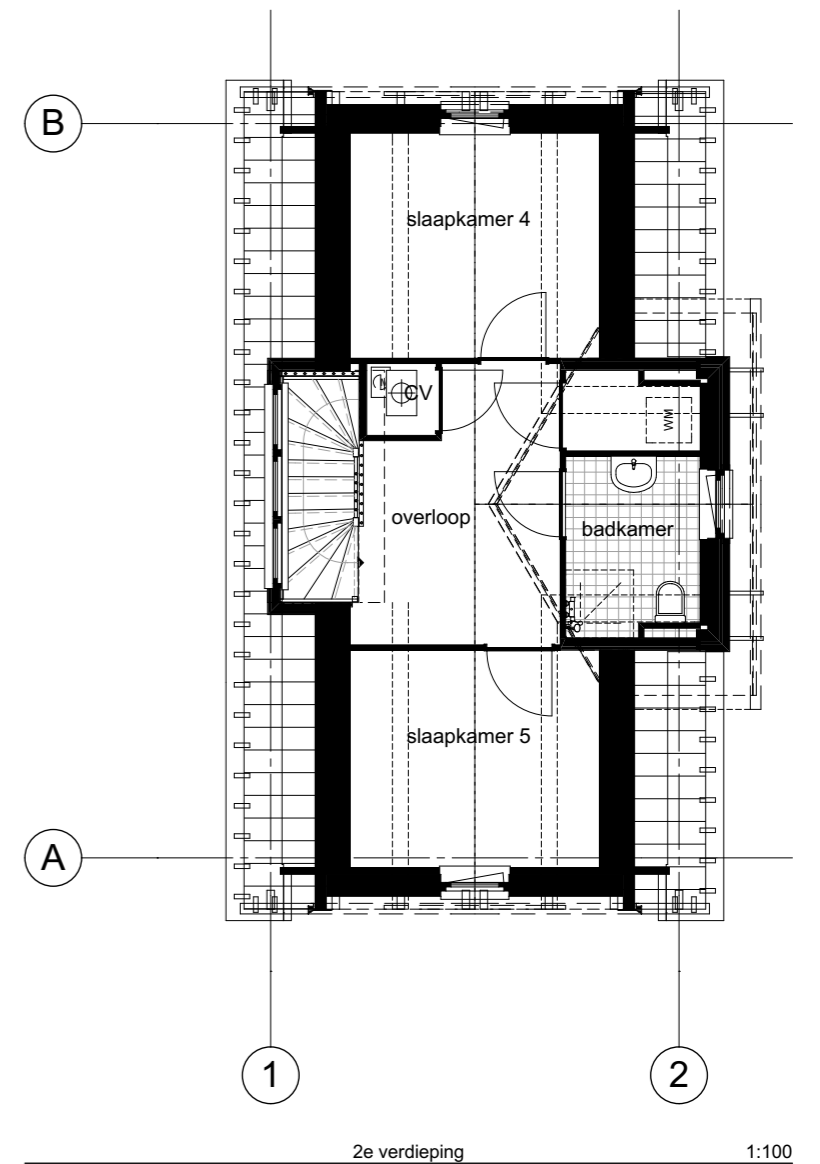 B
slaapkamer 4
CV
WM
overloop
badkamer
slaapkamer 5
A
1
2
2e verdieping
1:100